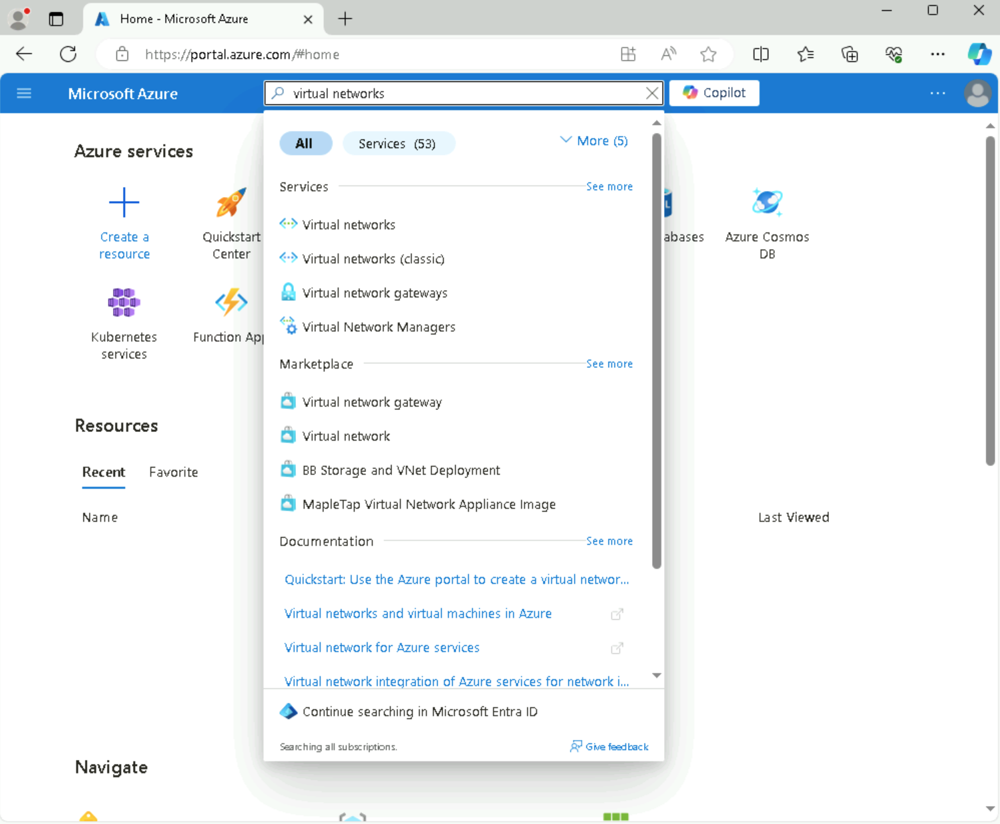 Home - Microsoft Azure
https://portal.azure.com/#home
Microsoft Azure
virtual networks
Copilot
Azure services
Create a
resource
Quickstart
Center
abases
Azure Cosmos
DB
Kubernetes
services
Function App
All
Services (53)
More (5)
Services
See more
Virtual networks
Virtual networks (classic)
Virtual network gateways
Virtual Network Managers
Marketplace
See more
Virtual network gateway
Virtual network
BB Storage and VNet Deployment
MapleTap Virtual Network Appliance Image
Documentation
See more
Quickstart: Use the Azure portal to create a virtual networ...
Virtual networks and virtual machines in Azure
Virtual network for Azure services
Virtual network integration of Azure services for network i...
Continue searching in Microsoft Entra ID
Searching all subscriptions.
Give feedback
Resources
Recent
Favorite
Name
Last Viewed
Navigate